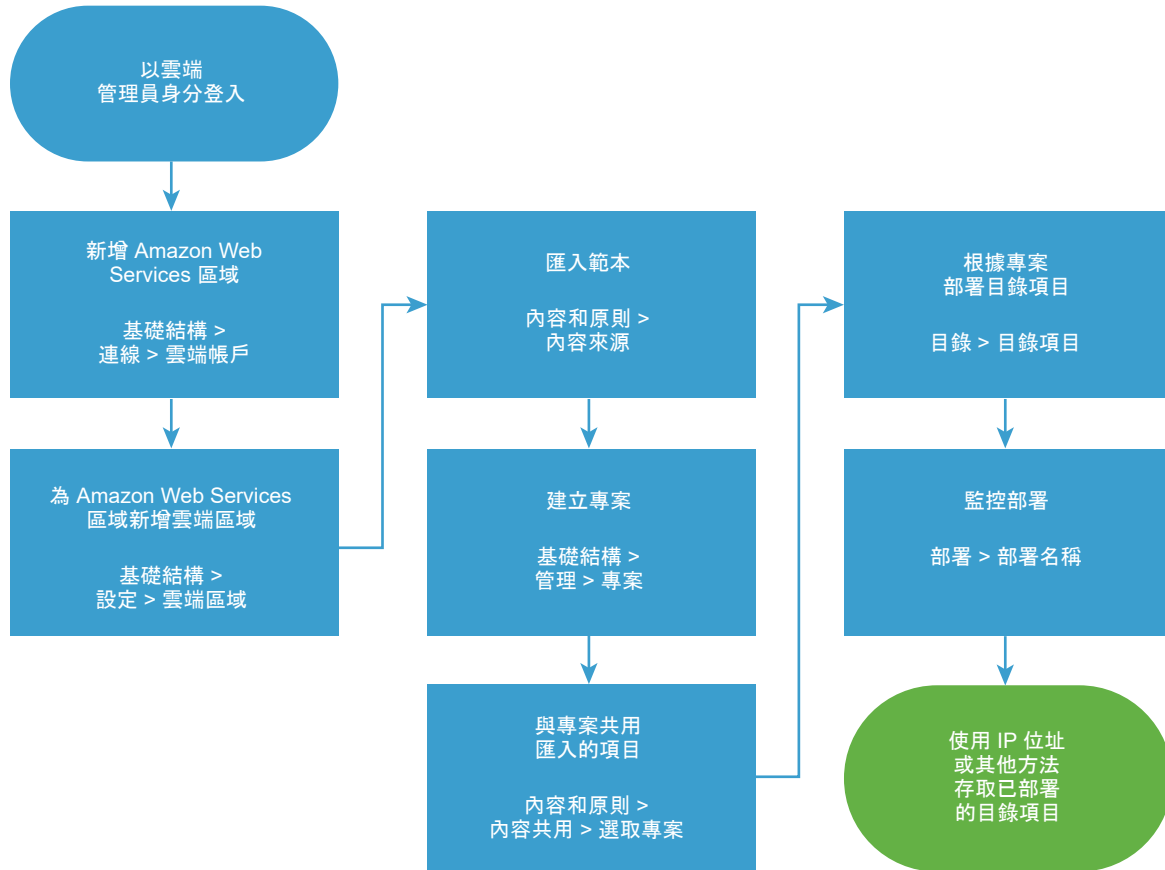 以雲端
管理員身分登入
新增 Amazon Web
Services 區域
基礎結構 >
連線 > 雲端帳戶
為 Amazon Web Services
區域新增雲端區域
基礎結構 >
設定 > 雲端區域
匯入範本
內容和原則 >
內容來源
建立專案
基礎結構 >
管理 > 專案
與專案共用
匯入的項目
內容和原則 >
內容共用 > 選取專案
根據專案
部署目錄項目
目錄 > 目錄項目
監控部署
部署 > 部署名稱
使用 IP 位址
或其他方法
存取已部署
的目錄項目